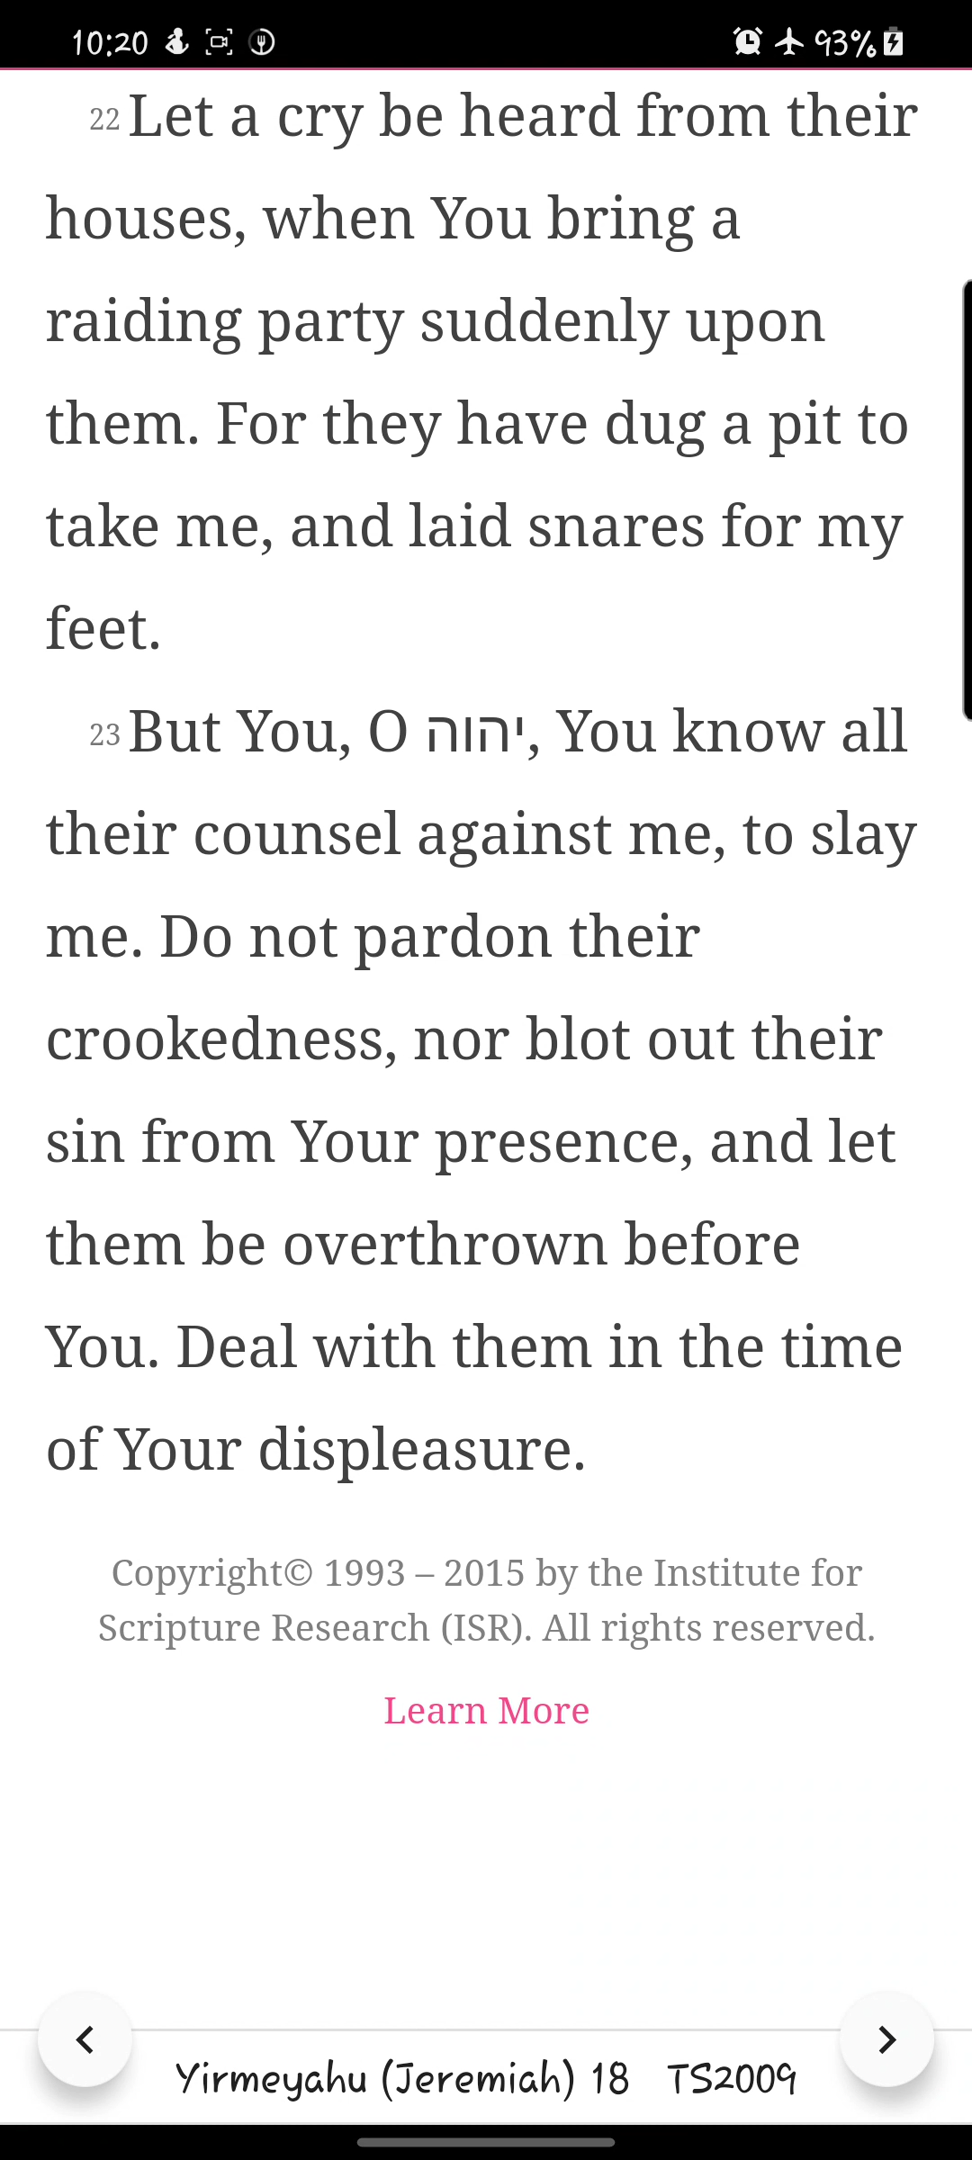 10:20 93%
22 Let a cry be heard from their
houses, when You bring a
raiding party suddenly upon
them. For they have dug a pit to
take me, and laid snares for my
feet.
23 But You, O יהוה, You know all
their counsel against me, to slay
me. Do not pardon their
crookedness, nor blot out their
sin from Your presence, and let
them be overthrown before
You. Deal with them in the time
of Your displeasure.
Copyright© 1993 – 2015 by the Institute for
Scripture Research (ISR). All rights reserved.
Learn More
Yirmeyahu (Jeremiah) 18 TS2009